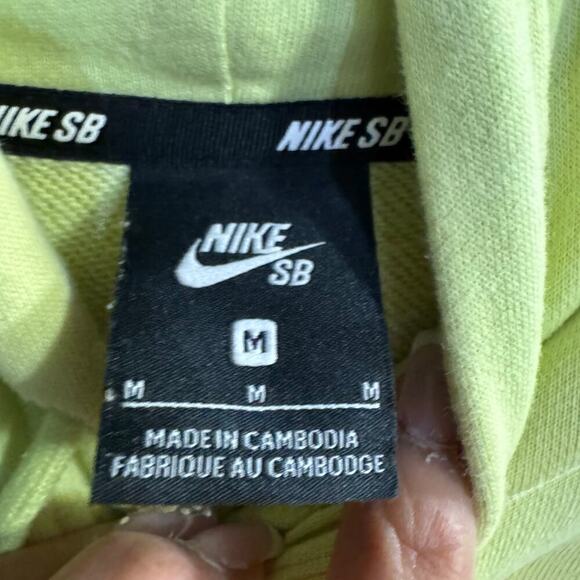 NIKE SB
NIKE SB
NIKE
SB
M
M M M
MADE IN CAMBODIA
FABRIQUE AU CAMBODGE